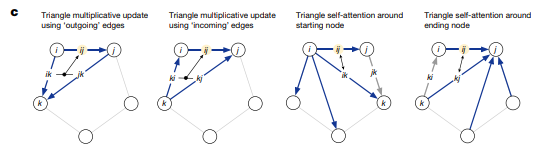 c
Triangle multiplicative update
using ‘outgoing’ edges
i ij j
ik jk
k
Triangle multiplicative update
using ‘incoming’ edges
i ij j
ki kj
k
Triangle self-attention around
starting node
i ij j
ik jk
k
Triangle self-attention around
ending node
i ij j
ki kj
k